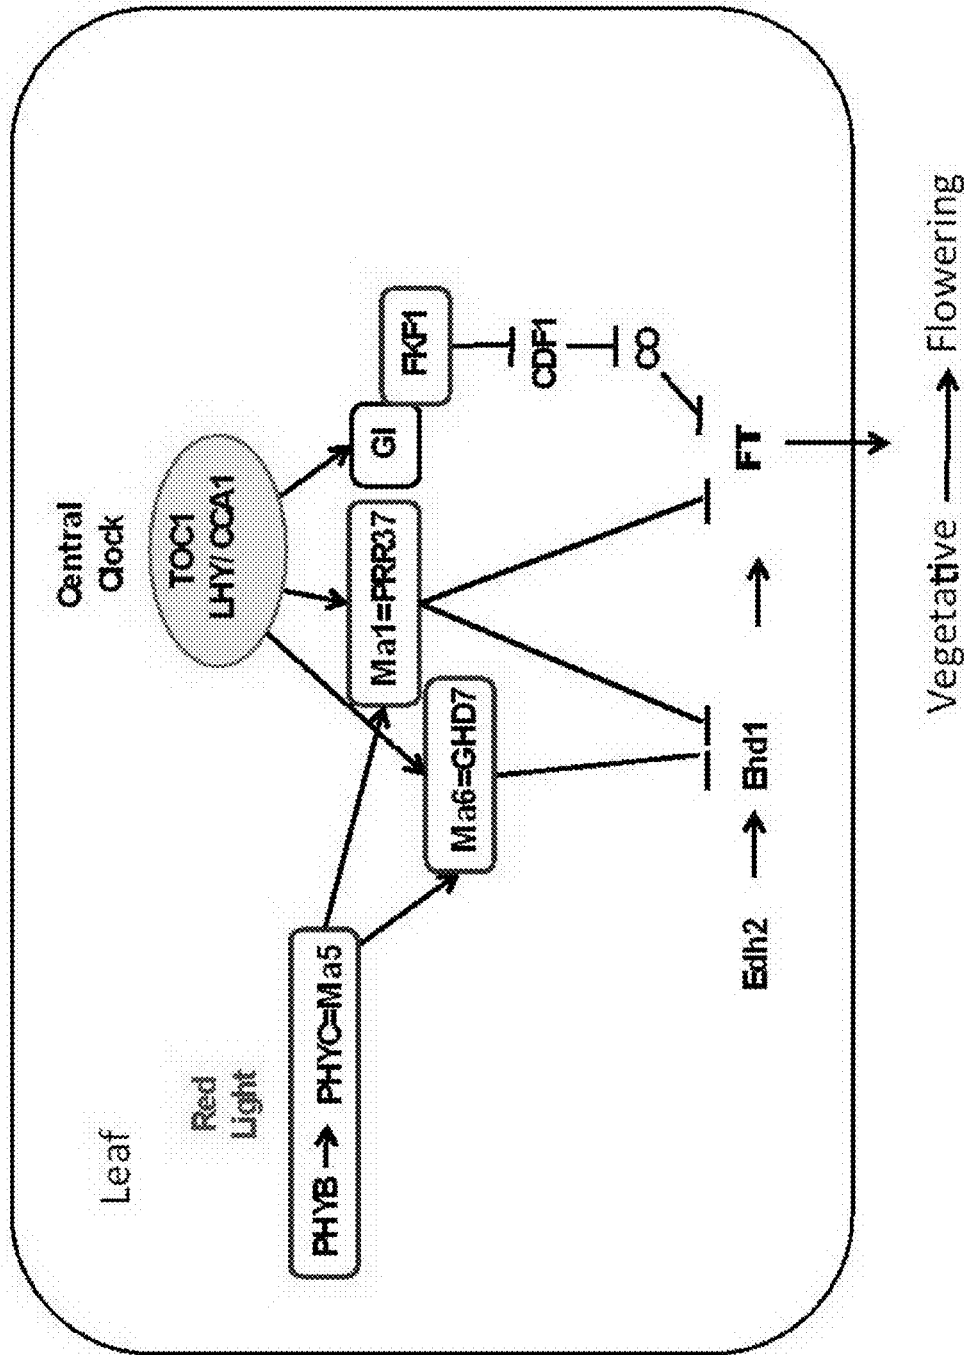 Leaf
Red
Light
Central
Clock
TOC1
LHY/CCA1
PHYB → PHYC=Ma5
Ma1=PRR37
GI
FKF1
Ma6=GHD7
CDF1
CO
Edh2
Ehd1
FT
Vegetative → Flowering